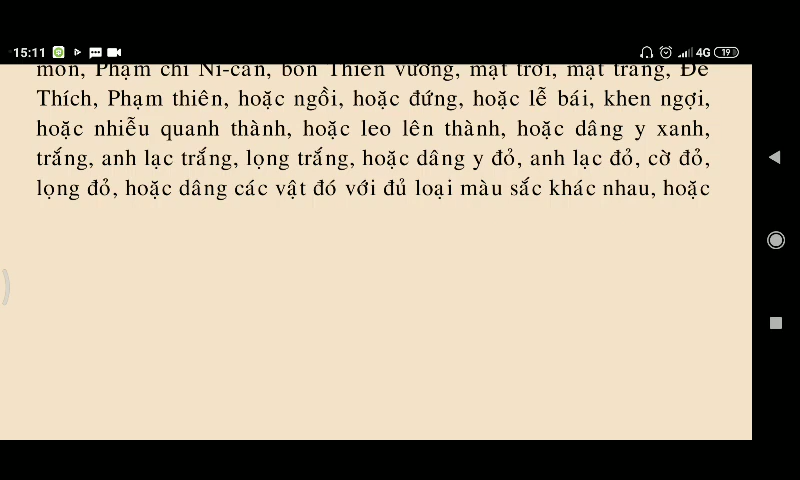 15:11 4G 19
môn, Phạm chí Ni-càn, bốn Thiên vương, mặt trời, mặt trăng, Đế
Thích, Phạm thiên, hoặc ngồi, hoặc đứng, hoặc lễ bái, khen ngợi,
hoặc nhiễu quanh thành, hoặc leo lên thành, hoặc dâng y xanh,
trắng, anh lạc trắng, lọng trắng, hoặc dâng y đỏ, anh lạc đỏ, cờ đỏ,
lọng đỏ, hoặc dâng các vật đó với đủ loại màu sắc khác nhau, hoặc